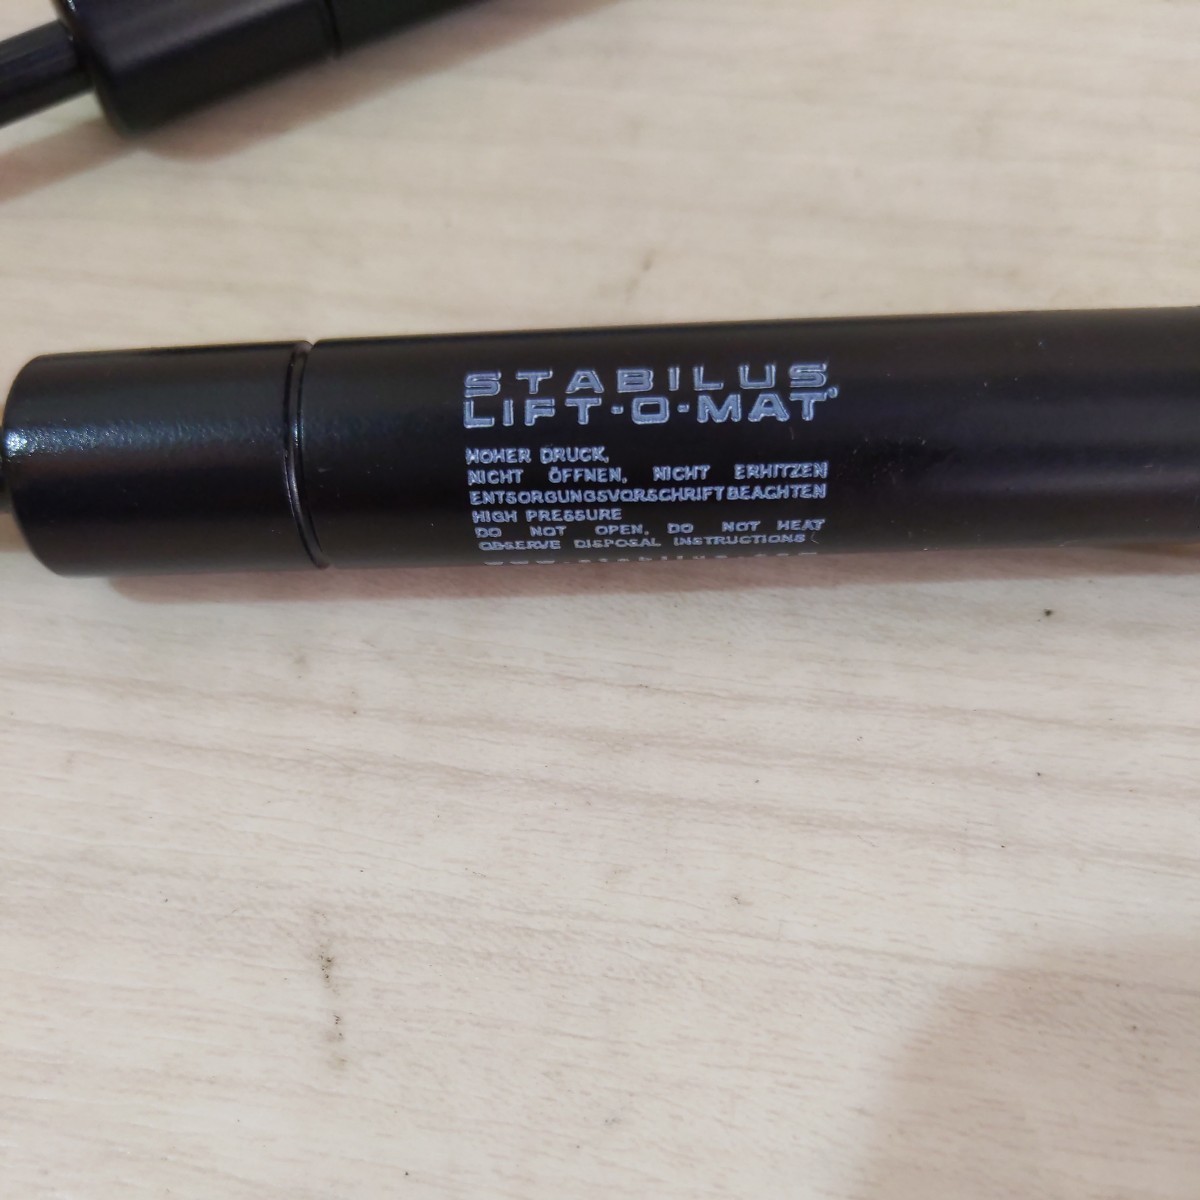 STABILUS
LIFT-O-MAT
HOHER DRUCK,
NICHT ÖFFNEN, NICHT ERHITZEN
ENTSORGUNGSVORSCHRIFT BEACHTEN
HIGH PRESSURE
DO NOT OPEN, DO NOT HEAT
OBSERVE DISPOSAL INSTRUCTIONS